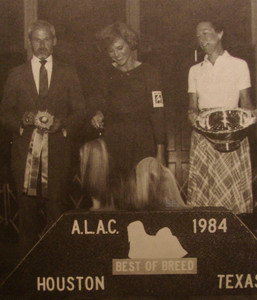 A.L.A.C. 1984
BEST OF BREED
HOUSTON TEXAS